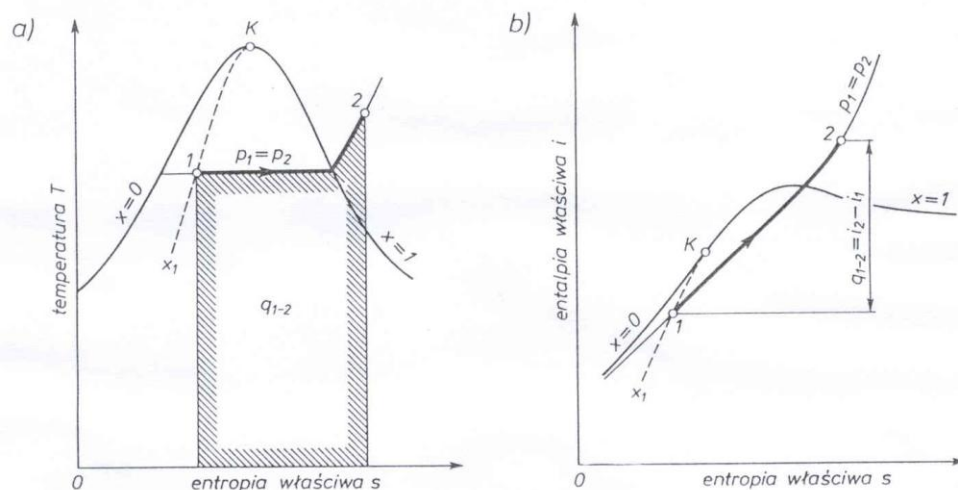 a)
temperatura T
K
1
2
p₁=p₂
x=0
x₁
x=1
q₁₋₂
0
entropia właściwa s
b)
entalpia właściwa i
p₁=p₂
2
x=1
K
q₁₋₂=i₂-i₁
x=0
1
x₁
0
entropia właściwa s